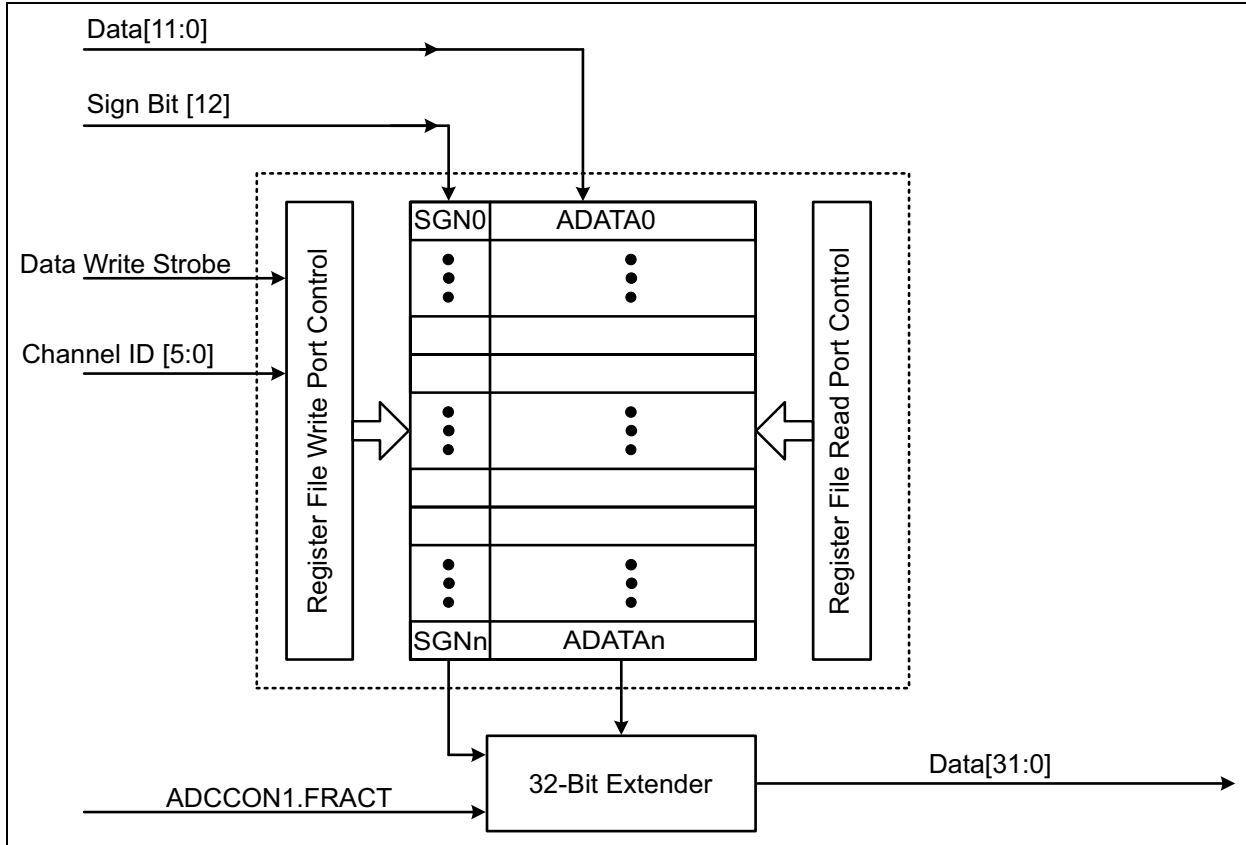 Data[11:0]
Sign Bit [12]
SGN0
ADATA0
Data Write Strobe
Channel ID [5:0]
Register File Write Port Control
Register File Read Port Control
SGNn
ADATAn
32-Bit Extender
Data[31:0]
ADCCON1.FRACT